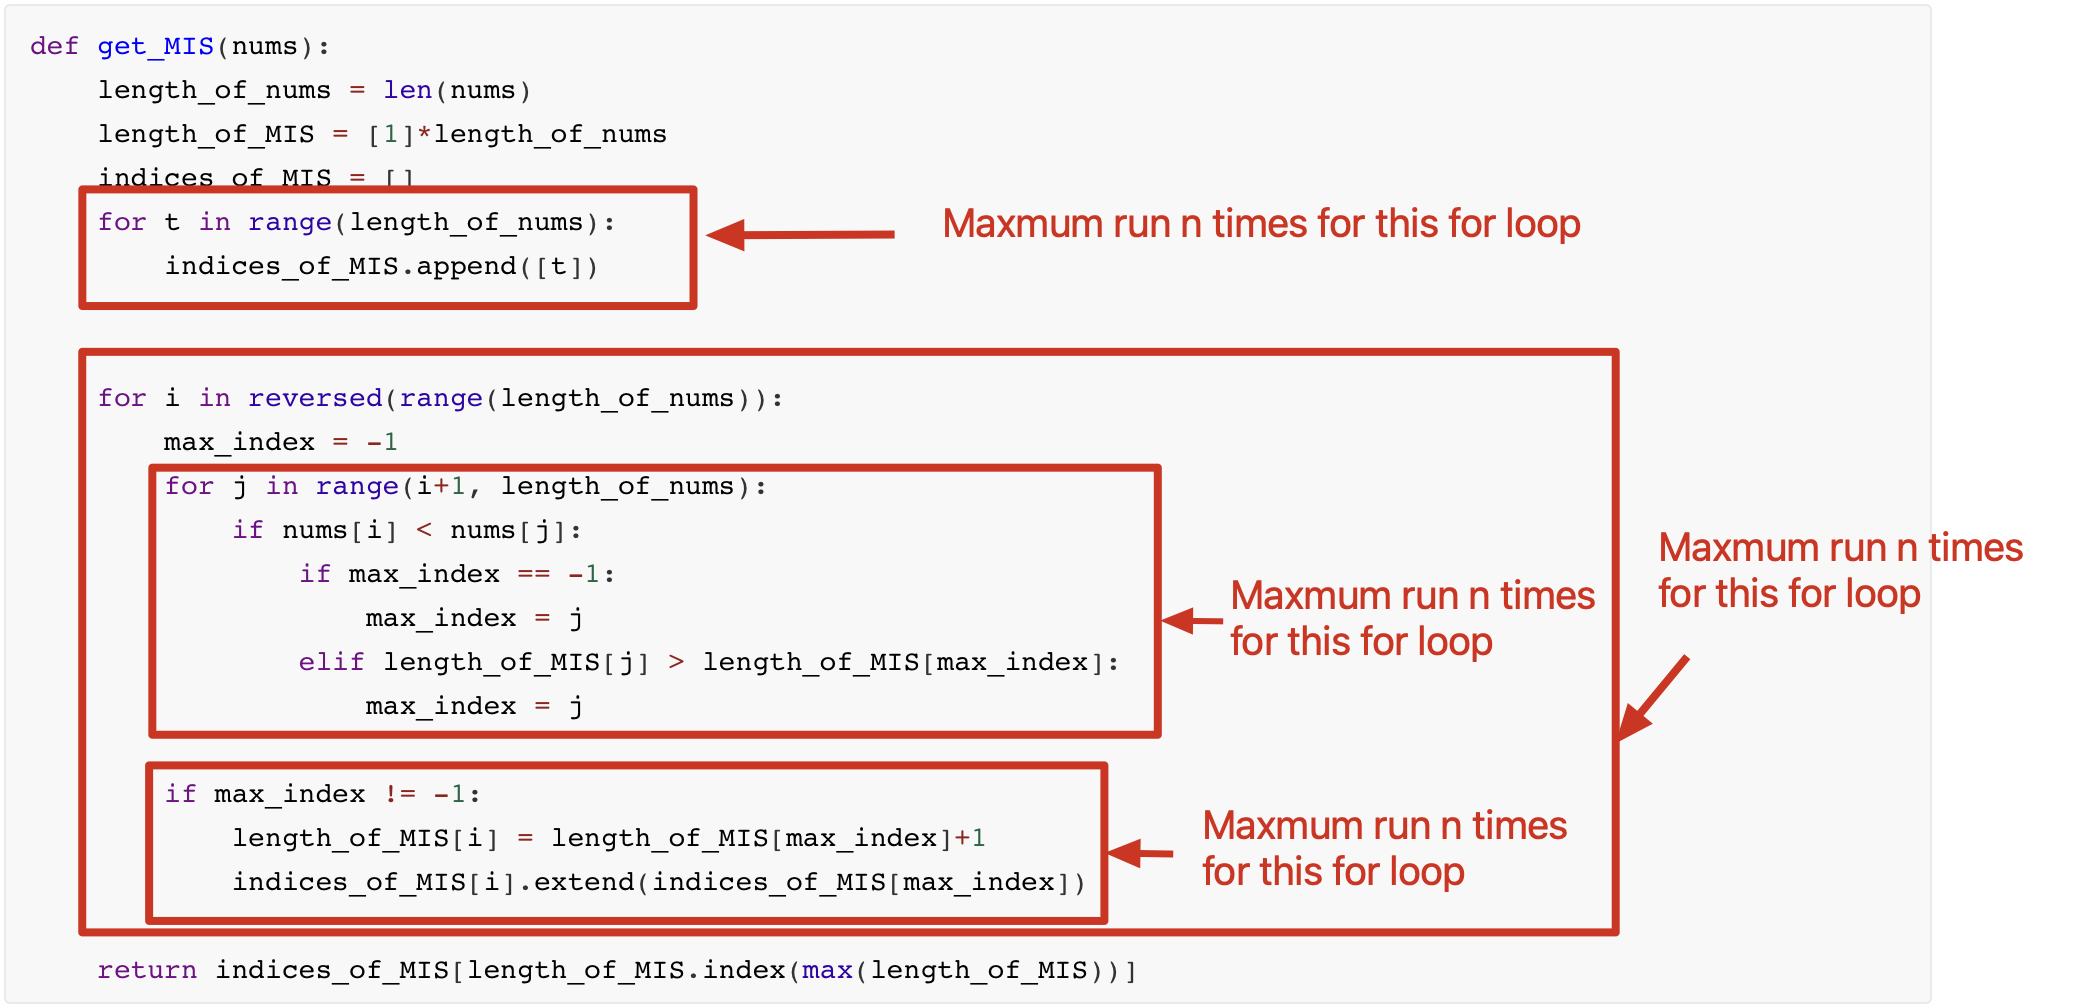 def get_MIS(nums):
    length_of_nums = len(nums)
    length_of_MIS = [1]*length_of_nums
    indices_of_MIS = []
    for t in range(length_of_nums):
        indices_of_MIS.append([t])
Maxmum run n times for this for loop
    for i in reversed(range(length_of_nums)):
        max_index = -1
        for j in range(i+1, length_of_nums):
            if nums[i] < nums[j]:
                if max_index == -1:
                    max_index = j
                elif length_of_MIS[j] > length_of_MIS[max_index]:
                    max_index = j
Maxmum run n times
for this for loop
Maxmum run n times
for this for loop
        if max_index != -1:
            length_of_MIS[i] = length_of_MIS[max_index]+1
            indices_of_MIS[i].extend(indices_of_MIS[max_index])
Maxmum run n times
for this for loop
    return indices_of_MIS[length_of_MIS.index(max(length_of_MIS))]